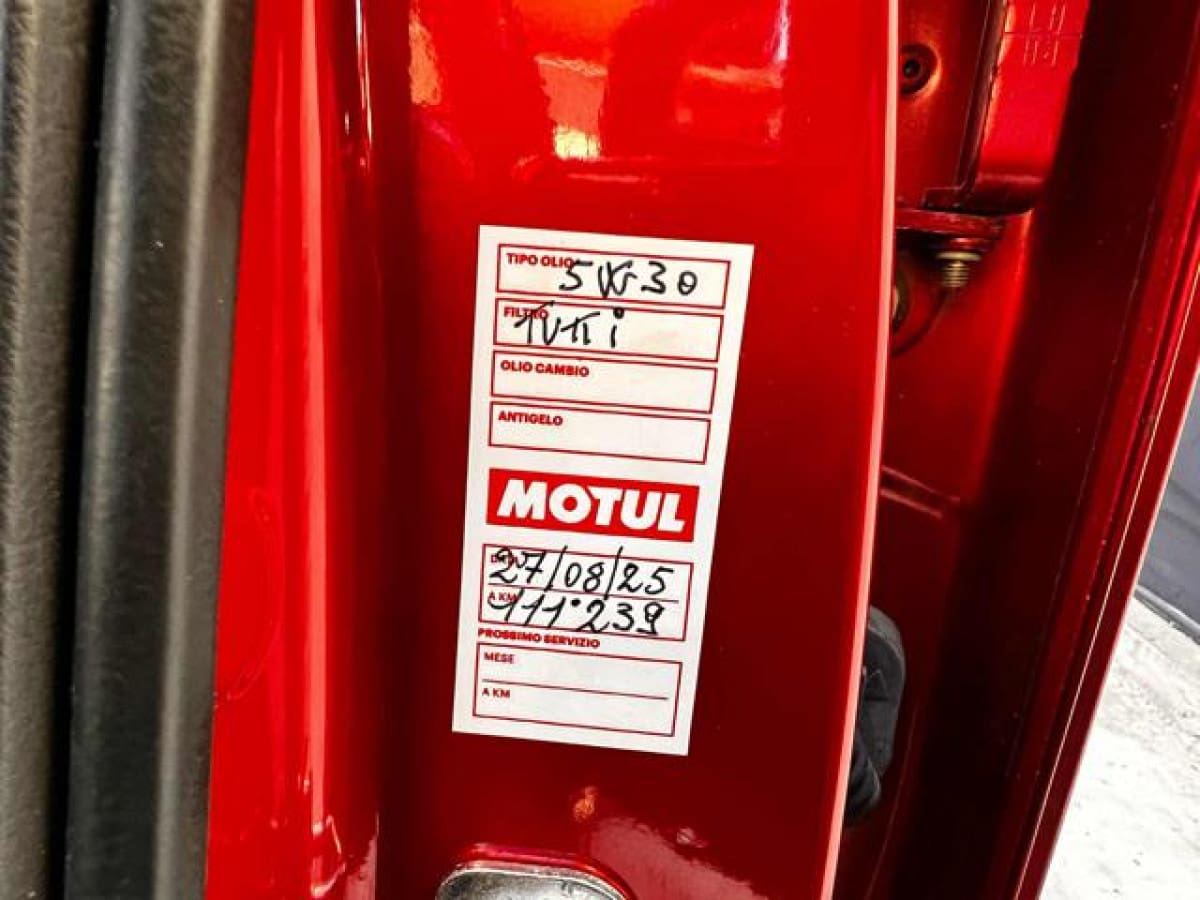 TIPO OLIO 5W30
FILTRO TUTTI
OLIO CAMBIO
ANTIGELO
MOTUL
DATA 27/08/25
A KM 111.239
PROSSIMO SERVIZIO
MESE
A KM